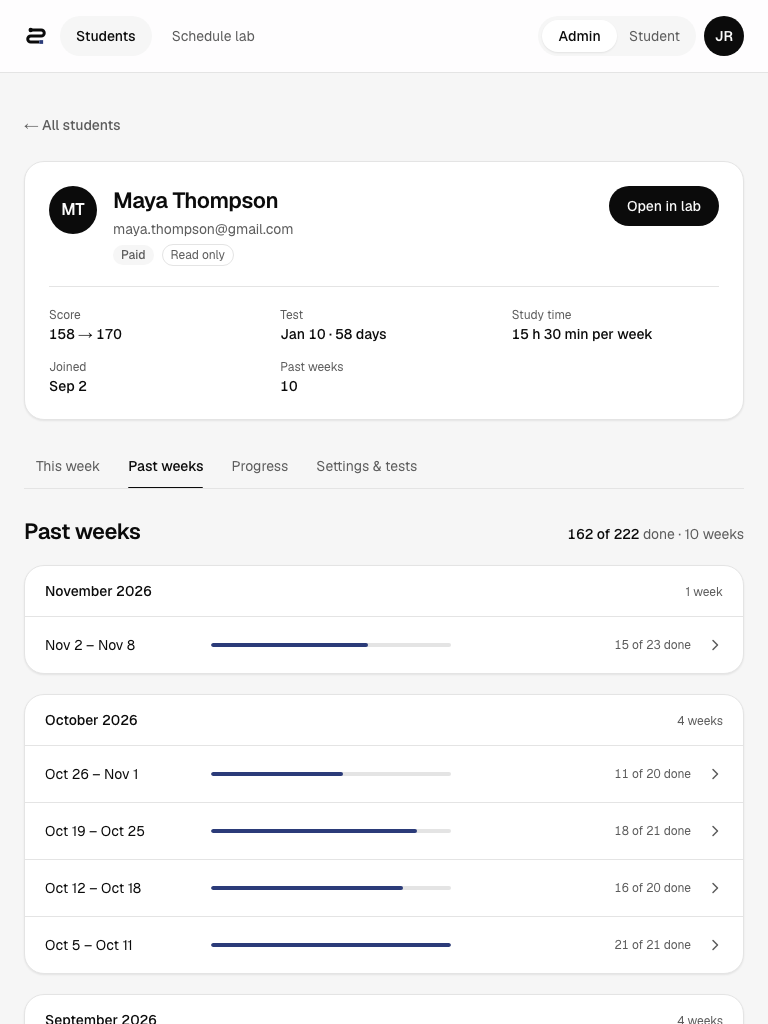 Students
Schedule lab
Admin
Student
JR
← All students
MT
Maya Thompson
maya.thompson@gmail.com
Paid
Read only
Open in lab
Score
158 → 170
Test
Jan 10 · 58 days
Study time
15 h 30 min per week
Joined
Sep 2
Past weeks
10
This week
Past weeks
Progress
Settings & tests
Past weeks
162 of 222 done · 10 weeks
November 2026
1 week
Nov 2 – Nov 8
15 of 23 done
October 2026
4 weeks
Oct 26 – Nov 1
11 of 20 done
Oct 19 – Oct 25
18 of 21 done
Oct 12 – Oct 18
16 of 20 done
Oct 5 – Oct 11
21 of 21 done
September 2026
4 weeks